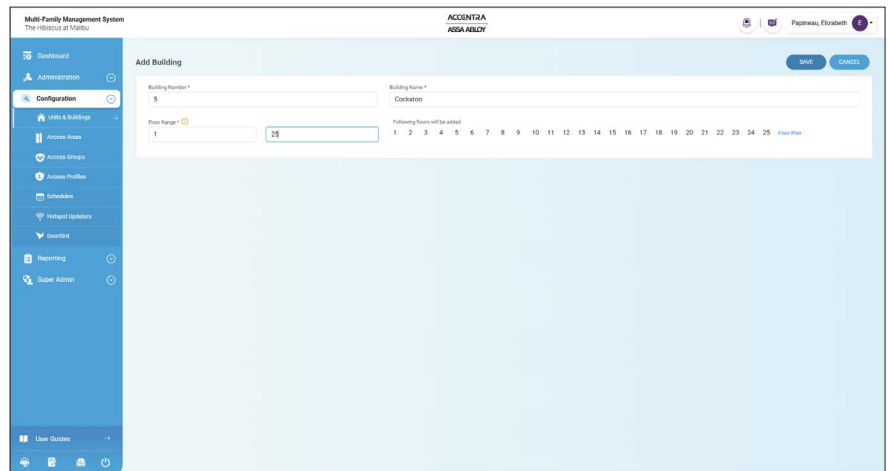 Multi-Family Management System
The Hibiscus at Malibu
ACCENTRA
ASSA ABLOY
Papineau, Elizabeth
E
Dashboard
Administration
Configuration
Units & Buildings
Access Areas
Access Groups
Access Profiles
Schedules
Hotspot Updaters
DoorBird
Reporting
Super Admin
User Guides
Add Building
SAVE
CANCEL
Building Number *
5
Building Name *
Cockatoo
Floor Range *
1
25
Following floors will be added
1 2 3 4 5 6 7 8 9 10 11 12 13 14 15 16 17 18 19 20 21 22 23 24 25 Floor Plan